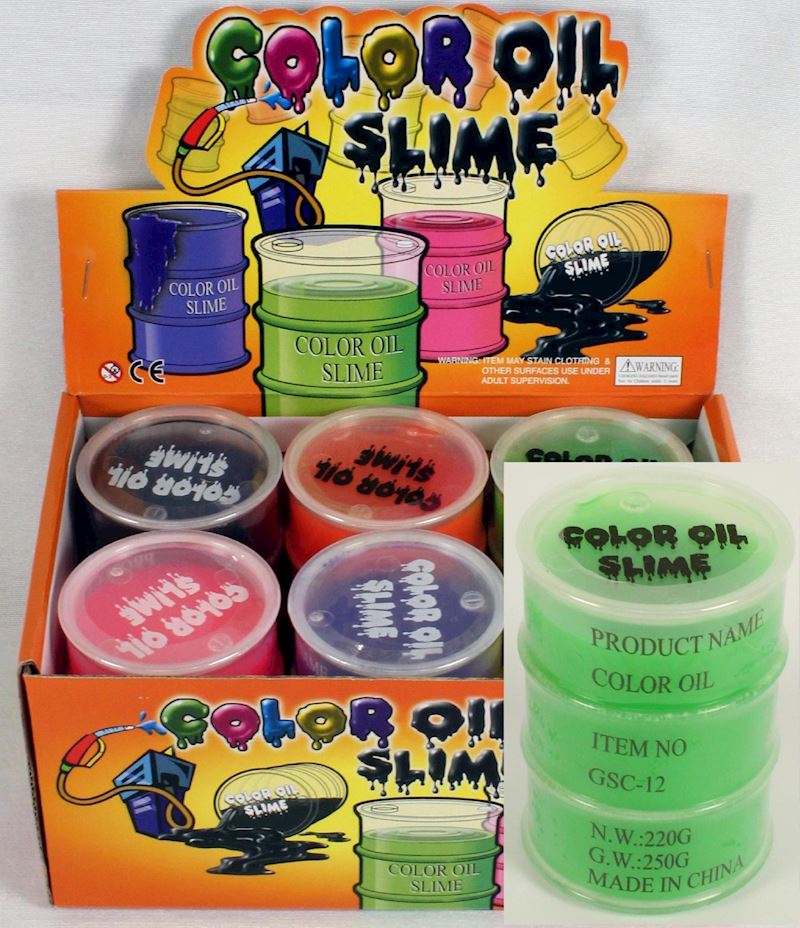 COLOR OIL
SLIME
COLOR OIL
SLIME
COLOR OIL
SLIME
COLOR OIL
SLIME
COLOR OIL
SLIME
CE
WARNING: ITEM MAY STAIN CLOTHING &
OTHER SURFACES USE UNDER
ADULT SUPERVISION.
WARNING:
COLOR OIL
SLIME
COLOR OIL
SLIME
COLOR OIL
COLOR OIL
SLIME
COLOR OIL
SLIME
COLOR OI
SLIM
COLOR OIL
SLIME
COLOR OIL
SLIME
COLOR OIL
SLIME
PRODUCT NAME
COLOR OIL
ITEM NO
GSC-12
N.W.:220G
G.W.:250G
MADE IN CHINA